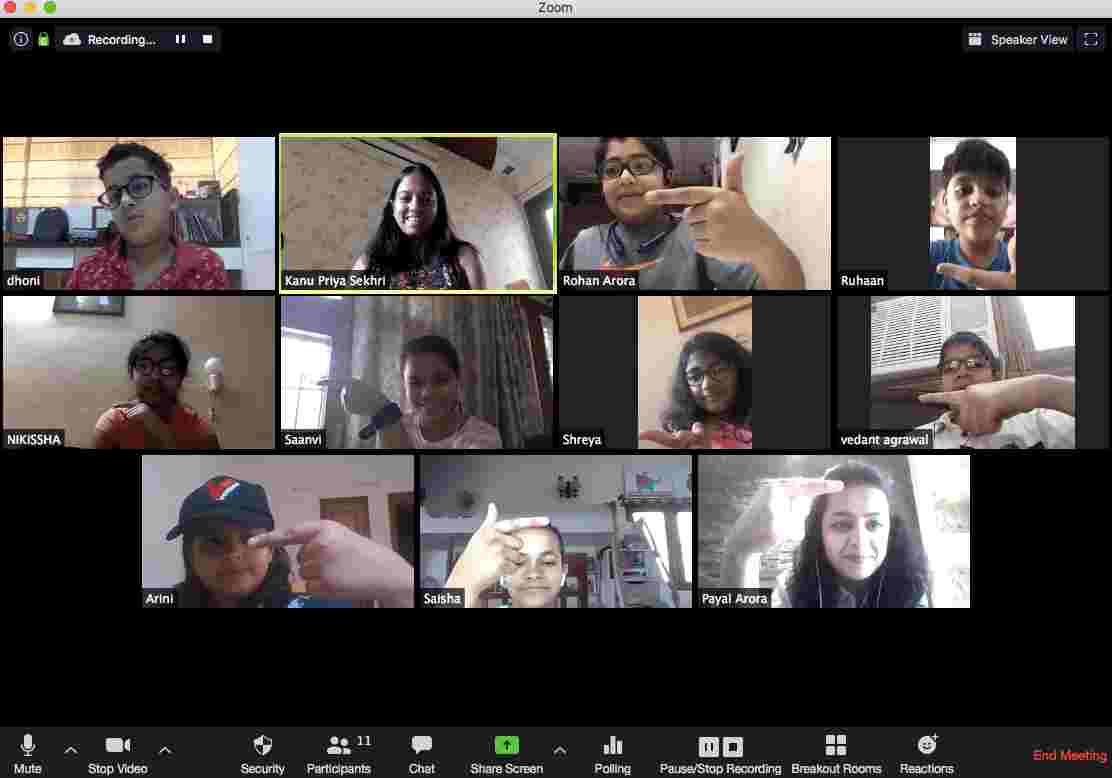 Zoom
Recording...
Speaker View
dhoni
Kanu Priya Sekhri
Rohan Arora
Ruhaan
NIKISSHA
Saanvi
Shreya
vedant agrawal
Arini
Saisha
Payal Arora
11
Mute
Stop Video
Security
Participants
Chat
Share Screen
Polling
Pause/Stop Recording
Breakout Rooms
Reactions
End Meeting